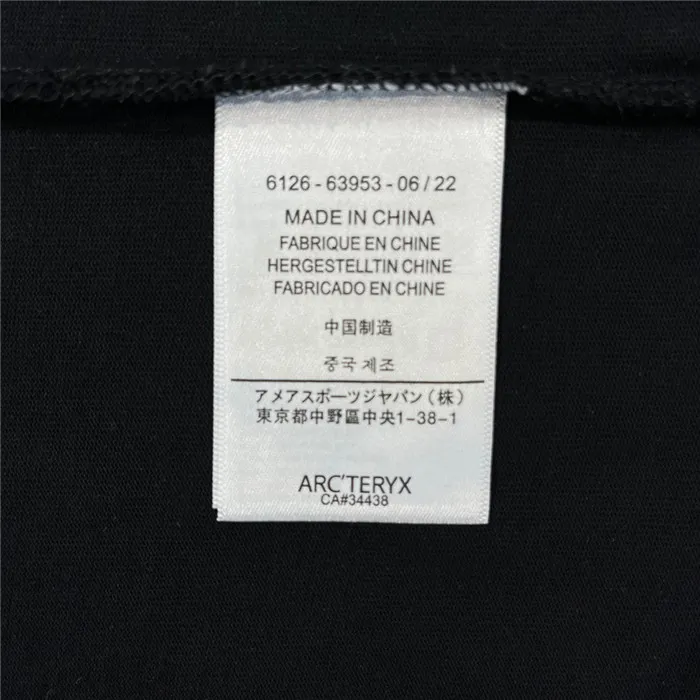 6126 - 63953 - 06 / 22
MADE IN CHINA
FABRIQUE EN CHINE
HERGESTELLTIN CHINE
FABRICADO EN CHINE
中国制造
중국 제조
アメアスポーツジャパン（株）
東京都中野區中央1-38-1
ARC'TERYX
CA#34438